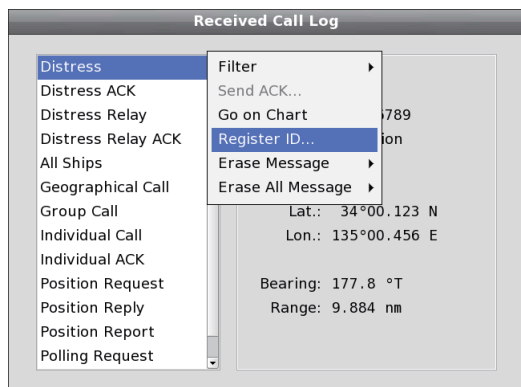 Received Call Log
Distress
Distress ACK
Distress Relay
Distress Relay ACK
All Ships
Geographical Call
Group Call
Individual Call
Individual ACK
Position Request
Position Reply
Position Report
Polling Request
Filter
Send ACK...
Go on Chart
Register ID...
Erase Message
Erase All Message
789
ion
Lat.: 34°00.123 N
Lon.: 135°00.456 E
Bearing: 177.8 °T
Range: 9.884 nm